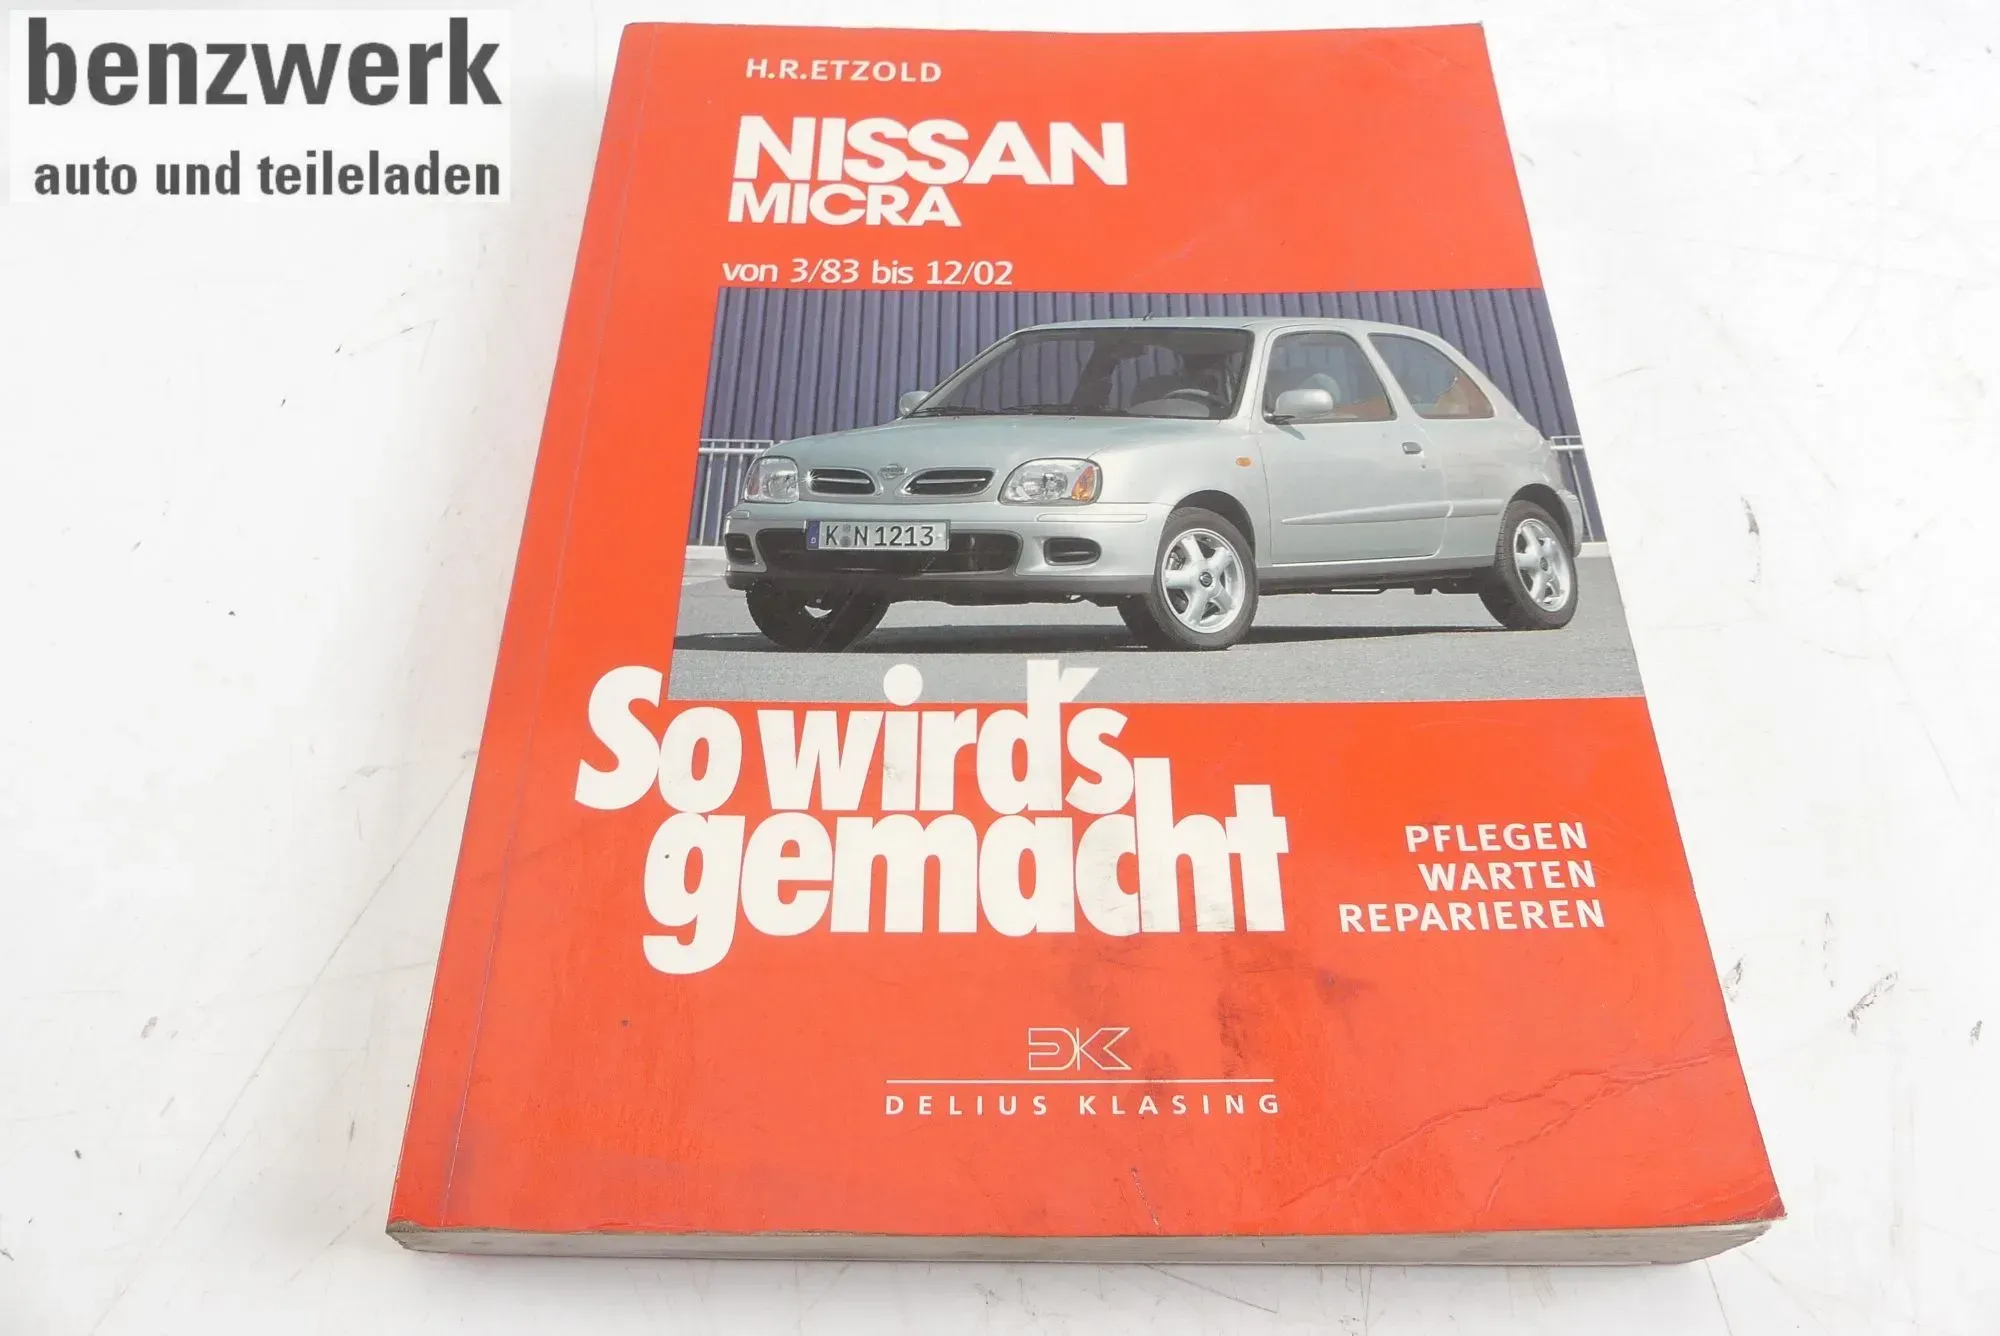 benzwerk
auto und teileladen
H.R.ETZOLD
NISSAN
MICRA
von 3/83 bis 12/02
K N 1213
So wird's
gemacht
PFLEGEN
WARTEN
REPARIEREN
DK
DELIUS KLASING